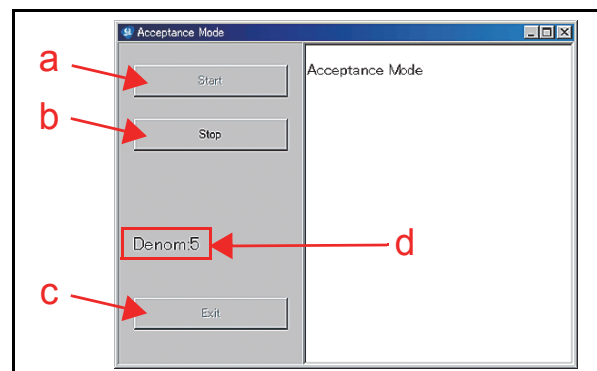 Acceptance Mode
a
Start
Acceptance Mode
b
Stop
Denom:5
d
c
Exit